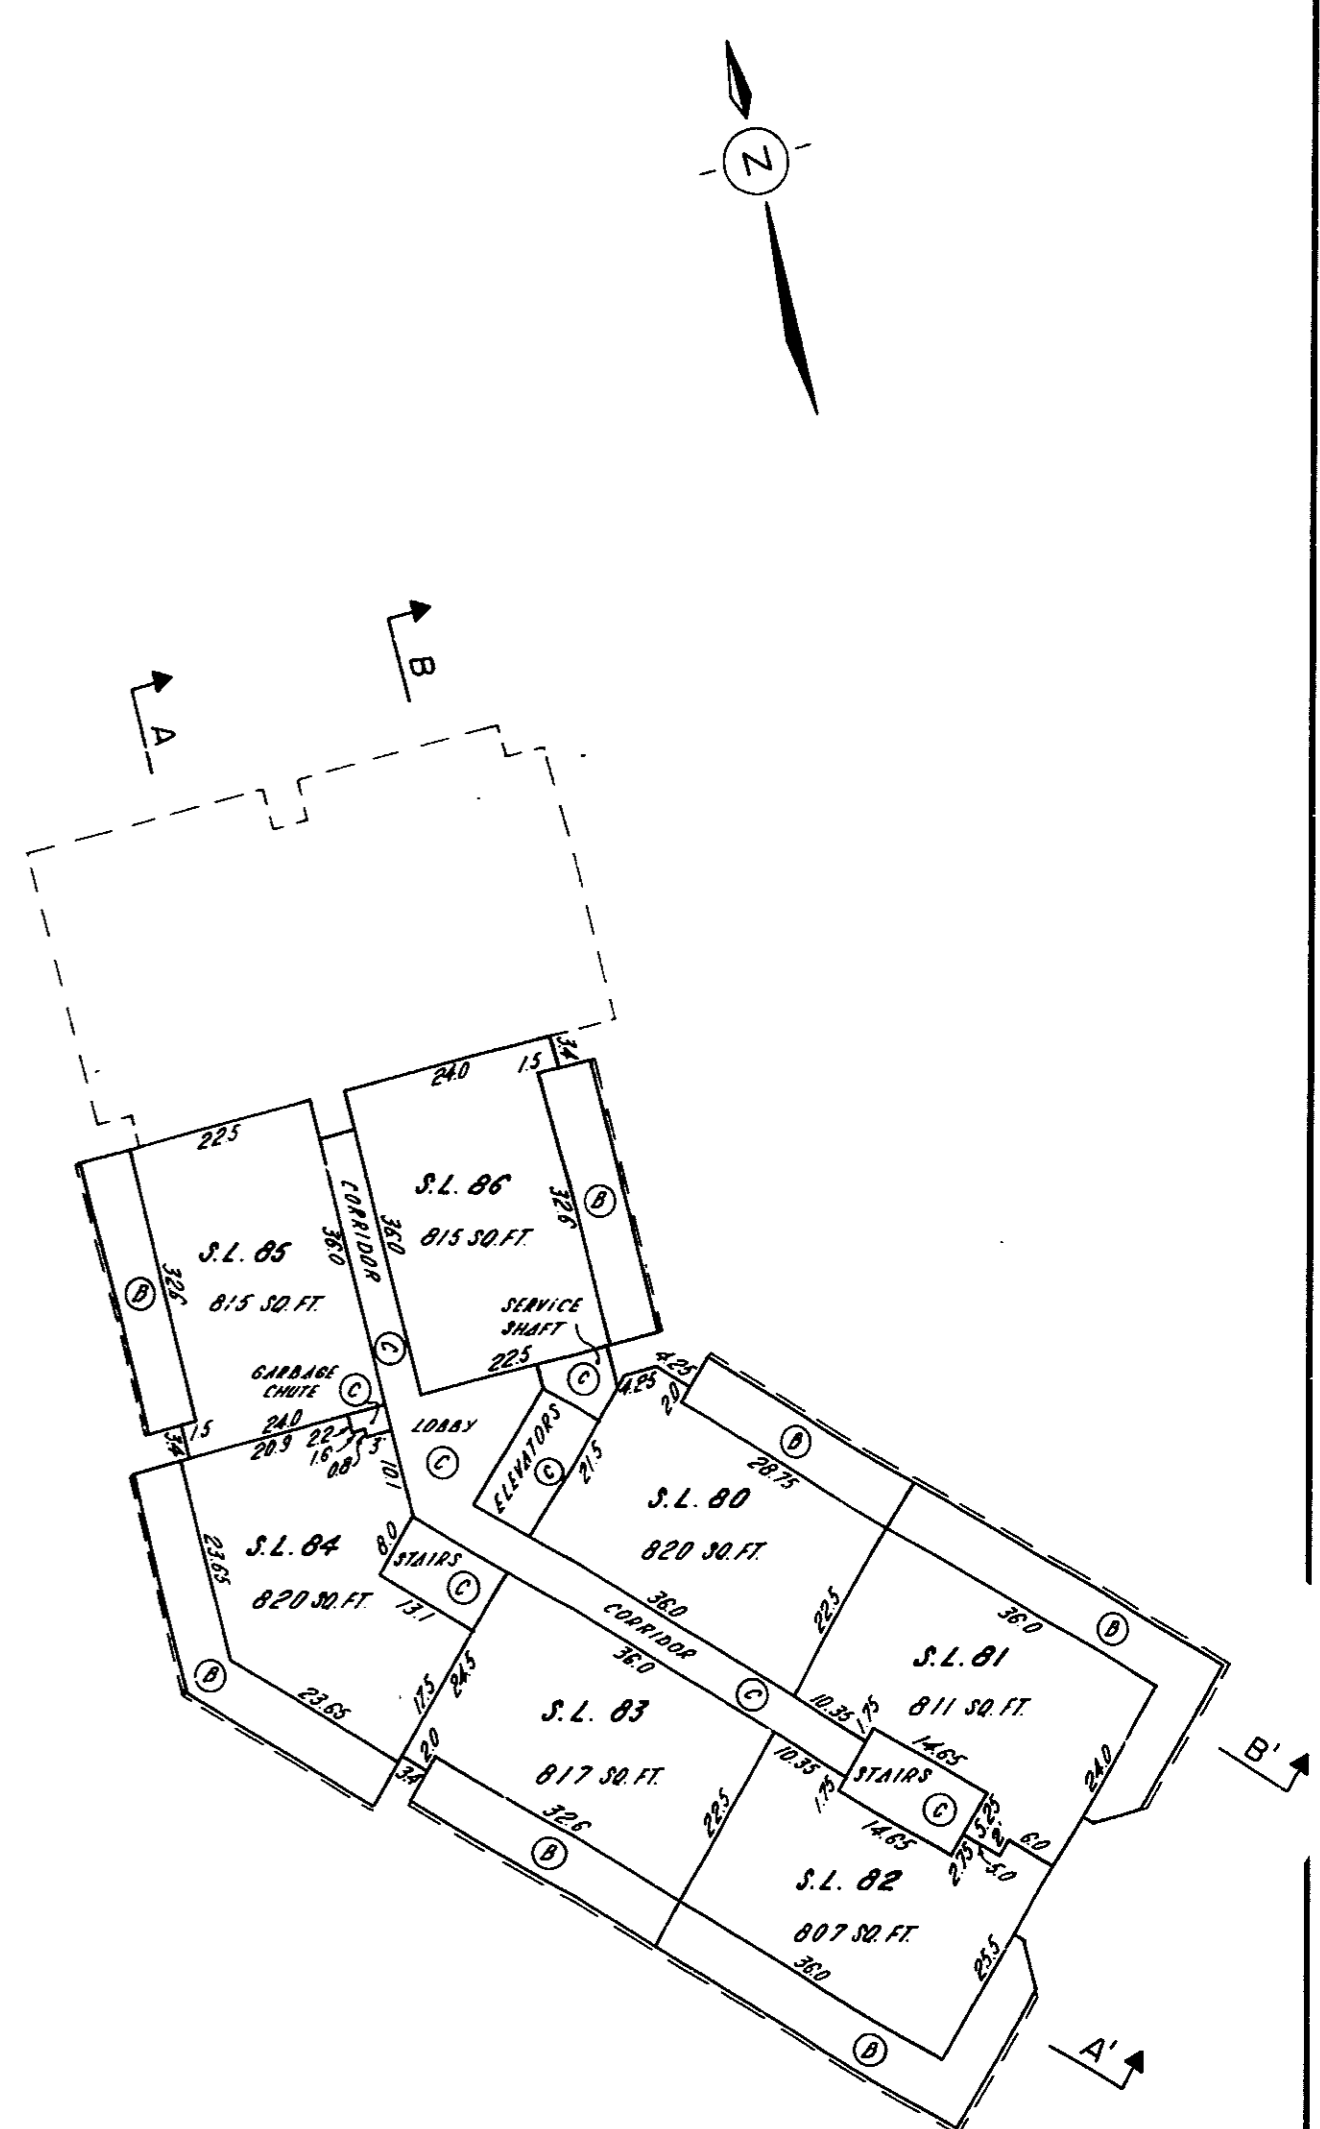 N
B
A
3.4
1.5
24.0
22.5
S.L. 86
815 SQ.FT.
32.6
B
CORRIDOR
36.0
36.0
S.L. 85
815 SQ.FT.
32.6
B
SERVICE
SHAFT
C
22.5
C
GARBAGE
CHUTE
C
24.0
1.5
3.4
20.9
2.2
1.6
0.8
3
10.1
LOBBY
C
ELEVATORS
C
21.5
4.25
4.25
2.0
B
28.75
S.L. 80
820 SQ.FT.
36.0
22.5
S.L. 84
820 SQ.FT.
23.65
23.65
B
8.0
STAIRS
C
13.1
17.5
24.5
CORRIDOR
C
36.0
S.L. 81
811 SQ.FT.
36.0
B
24.0
10.35
1.75
14.65
STAIRS
C
5.25
2.
6.0
5.0
2.75
14.65
1.75
10.35
S.L. 83
817 SQ.FT.
2.0
3.4
32.6
B
22.5
S.L. 82
807 SQ.FT.
25.5
36.0
B
B'
A'